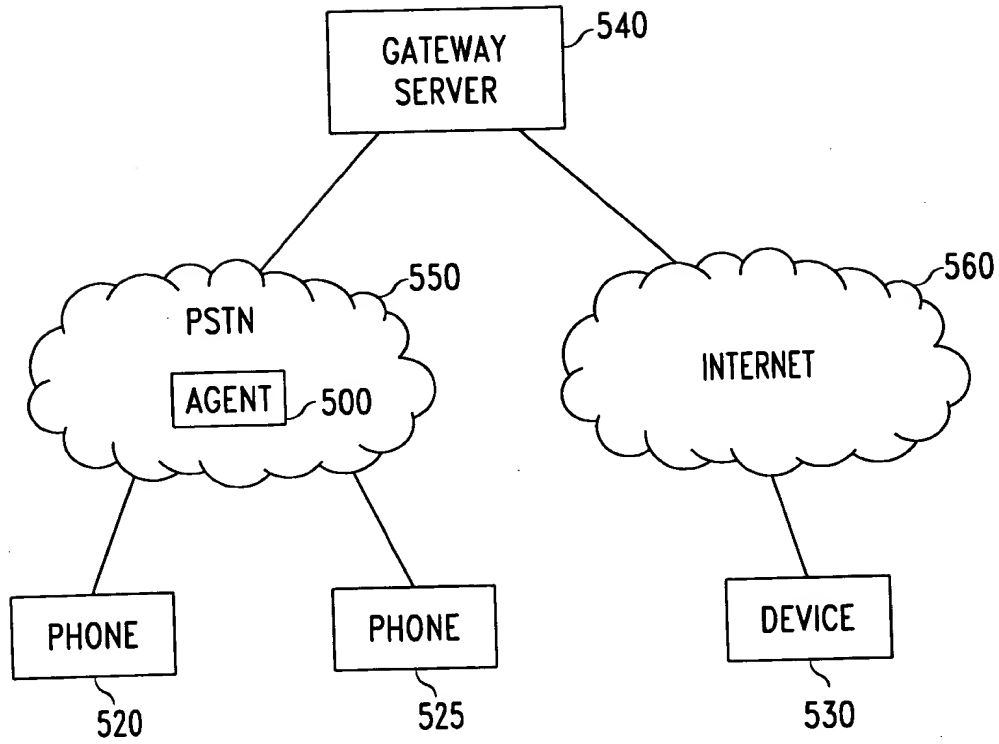 GATEWAY
SERVER
540
550
PSTN
AGENT
500
560
INTERNET
PHONE
520
PHONE
525
DEVICE
530